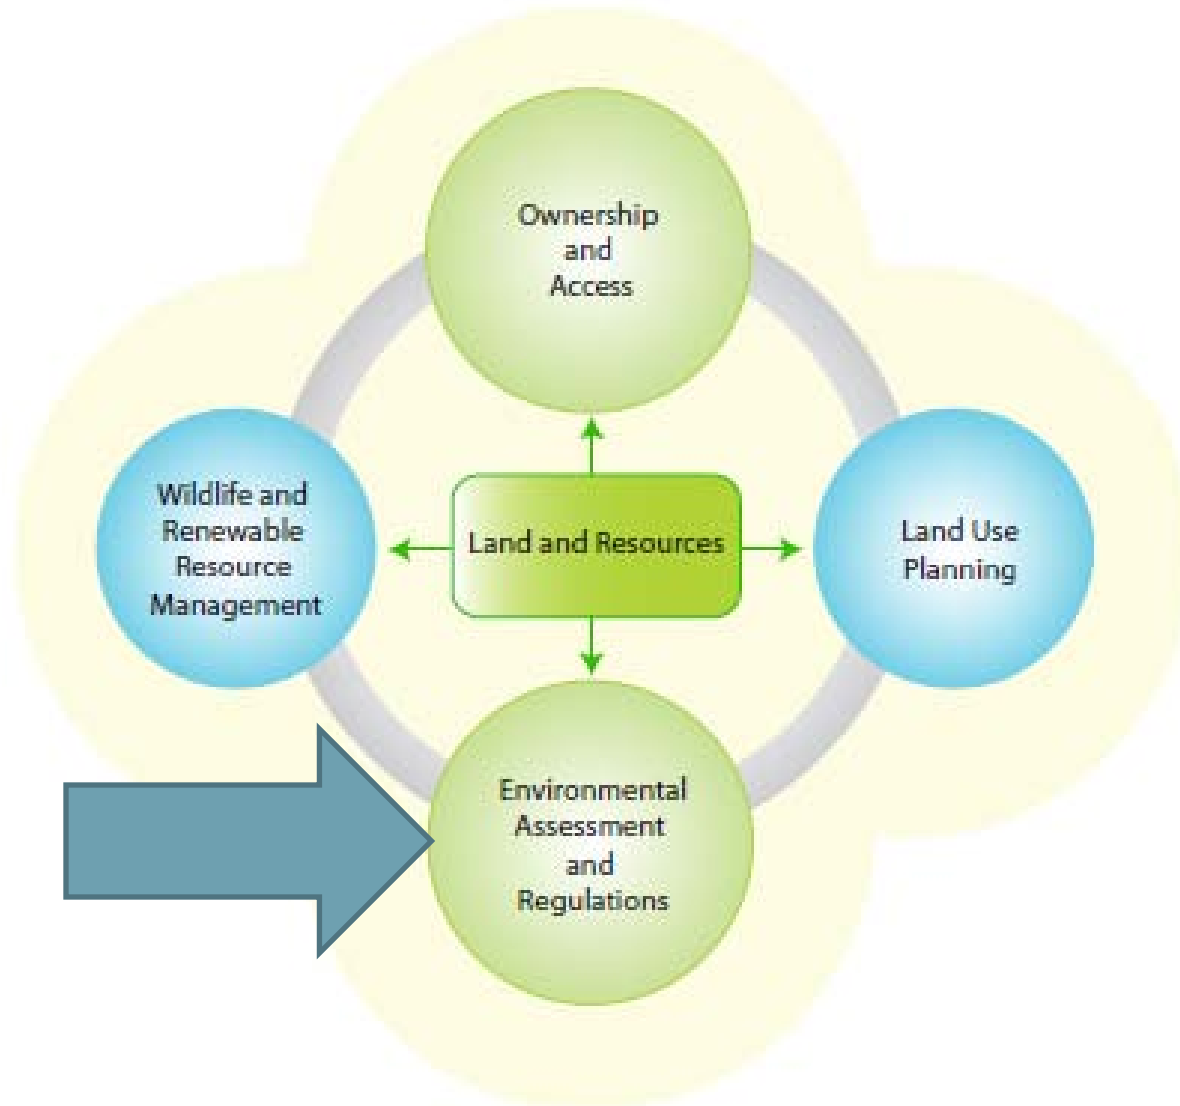 Ownership
and
Access
Wildlife and
Renewable
Resource
Management
Land and Resources
Land Use
Planning
Environmental
Assessment
and
Regulations